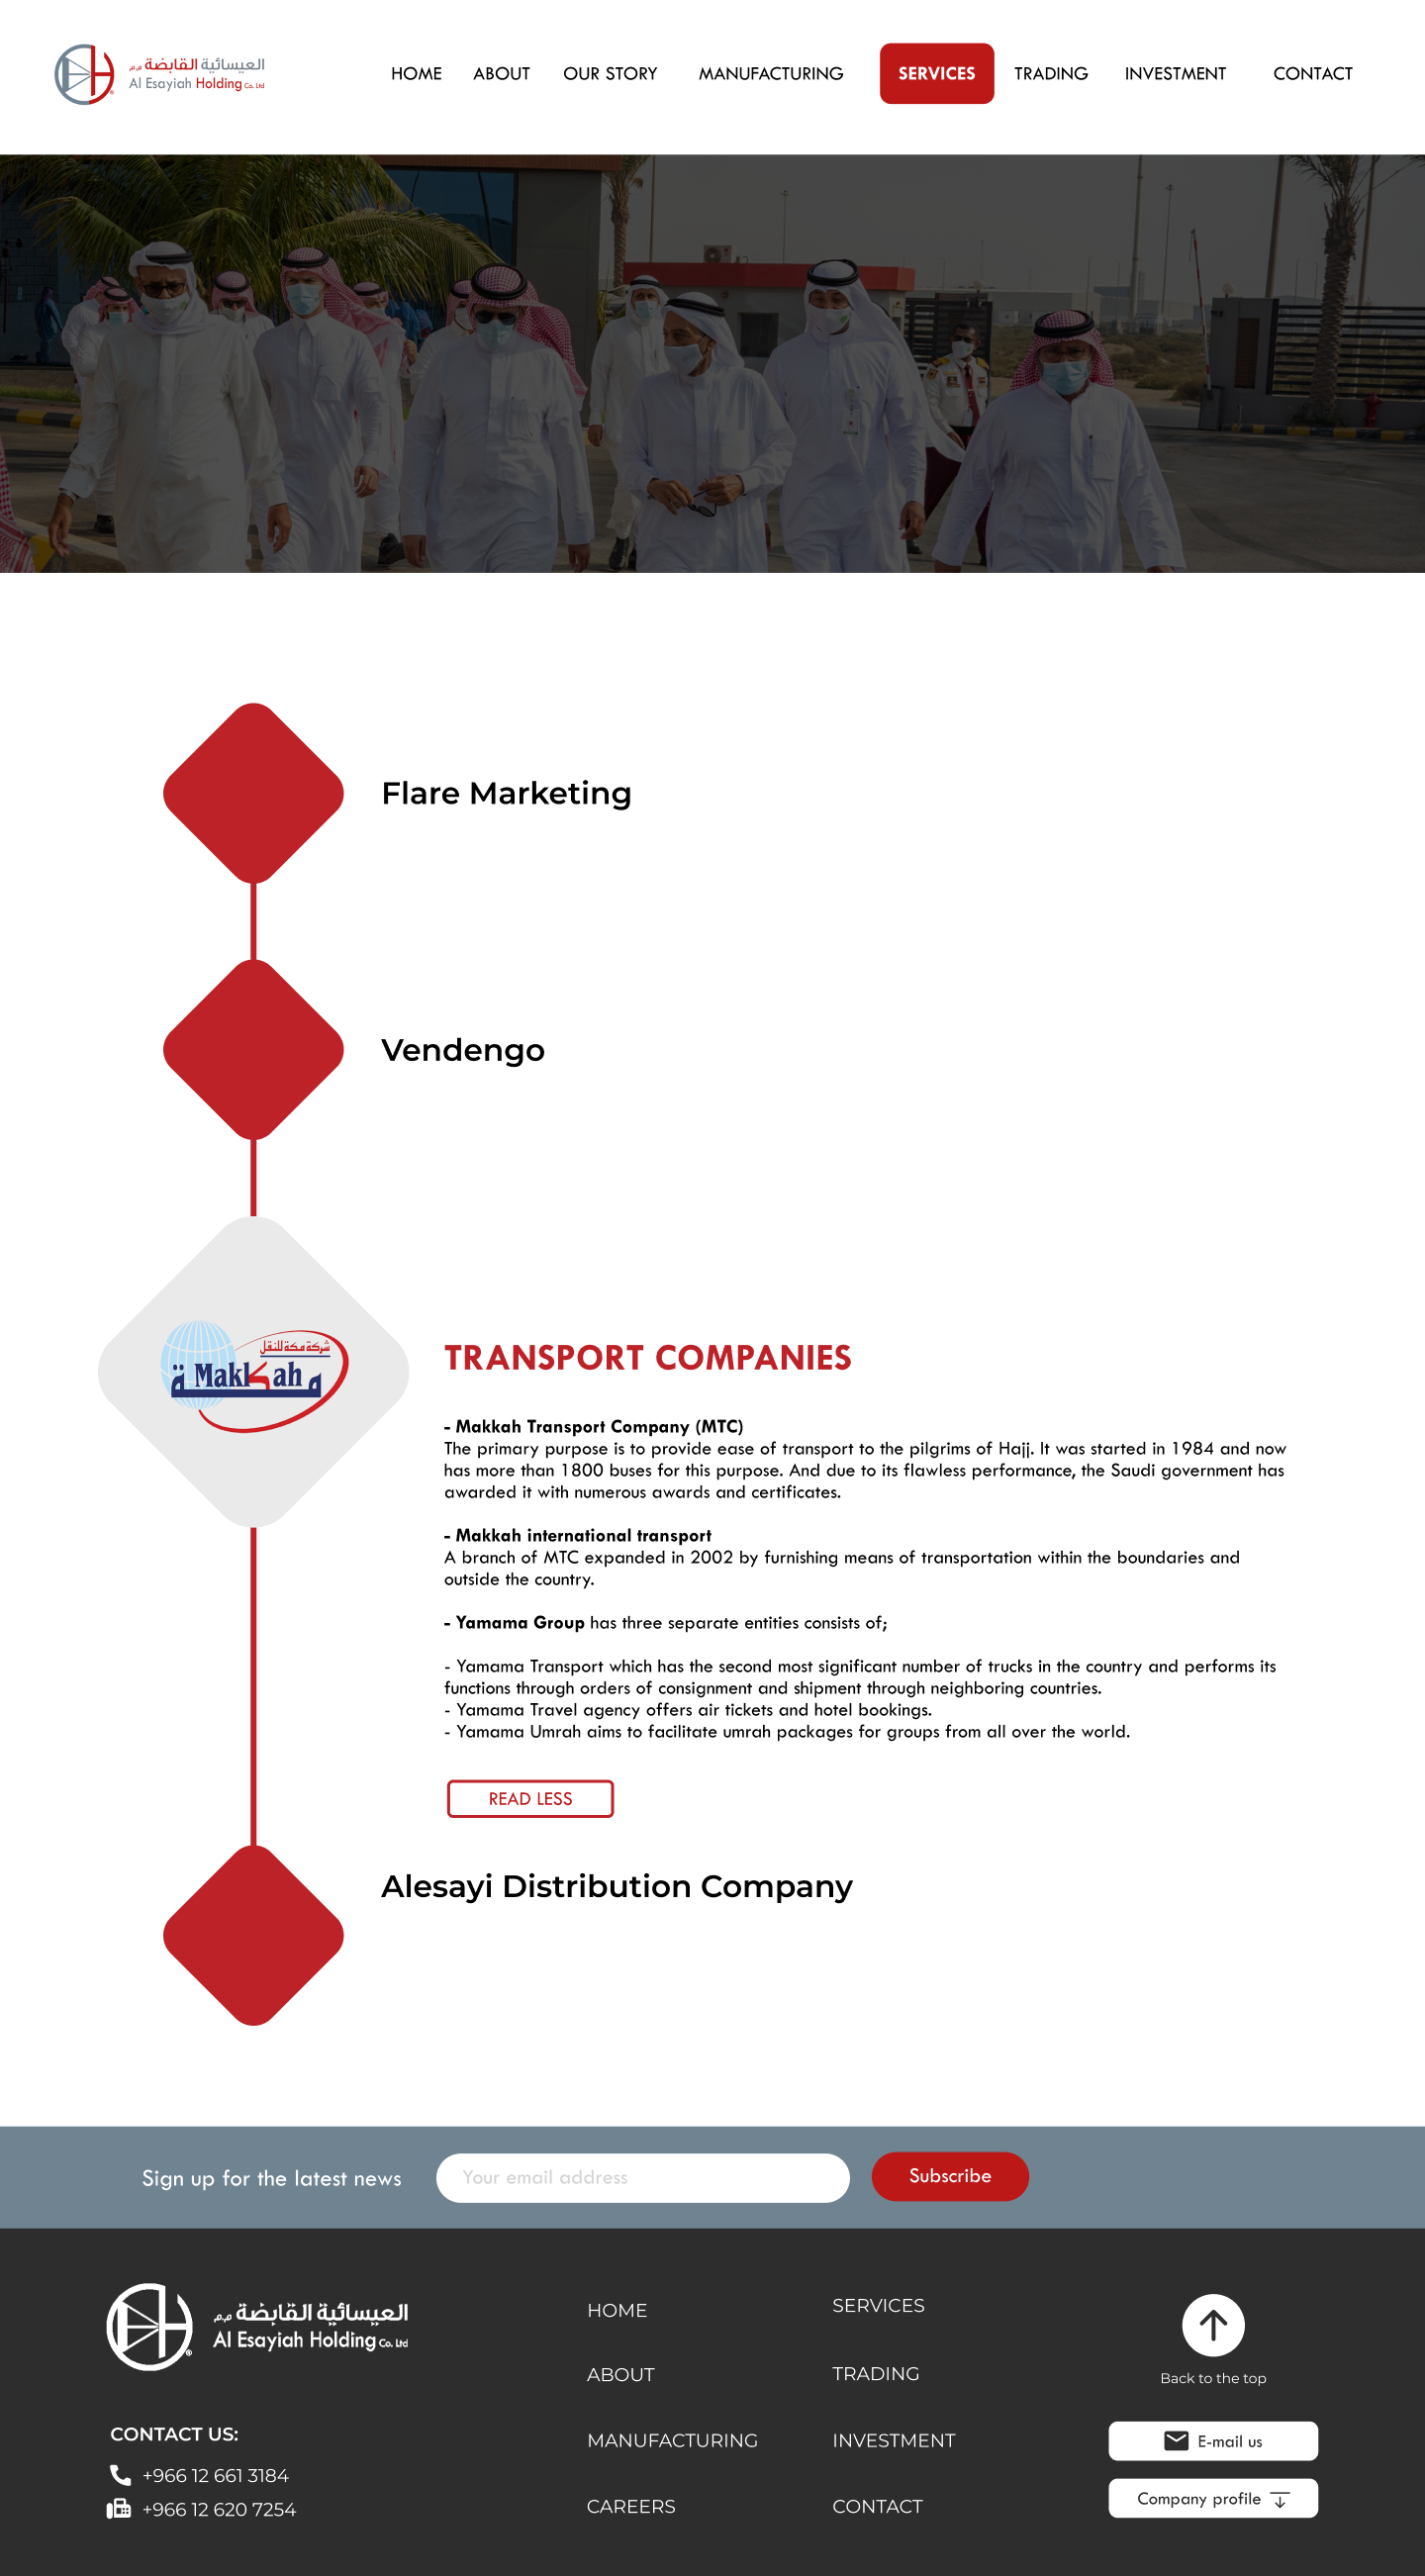 العيسائية القابضة م.م
Al Esayiah Holding Co. Ltd
HOME ABOUT OUR STORY MANUFACTURING SERVICES TRADING INVESTMENT CONTACT
Flare Marketing
Vendengo
شركة مكة للنقل
Makkah
مكة
TRANSPORT COMPANIES
- Makkah Transport Company (MTC)
The primary purpose is to provide ease of transport to the pilgrims of Hajj. It was started in 1984 and now
has more than 1800 buses for this purpose. And due to its flawless performance, the Saudi government has
awarded it with numerous awards and certificates.
- Makkah international transport
A branch of MTC expanded in 2002 by furnishing means of transportation within the boundaries and
outside the country.
- Yamama Group has three separate entities consists of;
- Yamama Transport which has the second most significant number of trucks in the country and performs its
functions through orders of consignment and shipment through neighboring countries.
- Yamama Travel agency offers air tickets and hotel bookings.
- Yamama Umrah aims to facilitate umrah packages for groups from all over the world.
READ LESS
Alesayi Distribution Company
Sign up for the latest news
Your email address
Subscribe
العيسائية القابضة م.م
Al Esayiah Holding Co. Ltd
CONTACT US:
+966 12 661 3184
+966 12 620 7254
HOME
ABOUT
MANUFACTURING
CAREERS
SERVICES
TRADING
INVESTMENT
CONTACT
Back to the top
E-mail us
Company profile